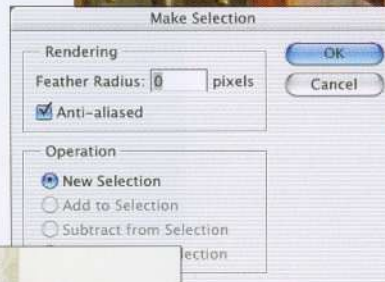 Make Selection
Rendering
OK
Feather Radius: 0 pixels
Cancel
Anti-aliased
Operation
New Selection
Add to Selection
Subtract from Selection